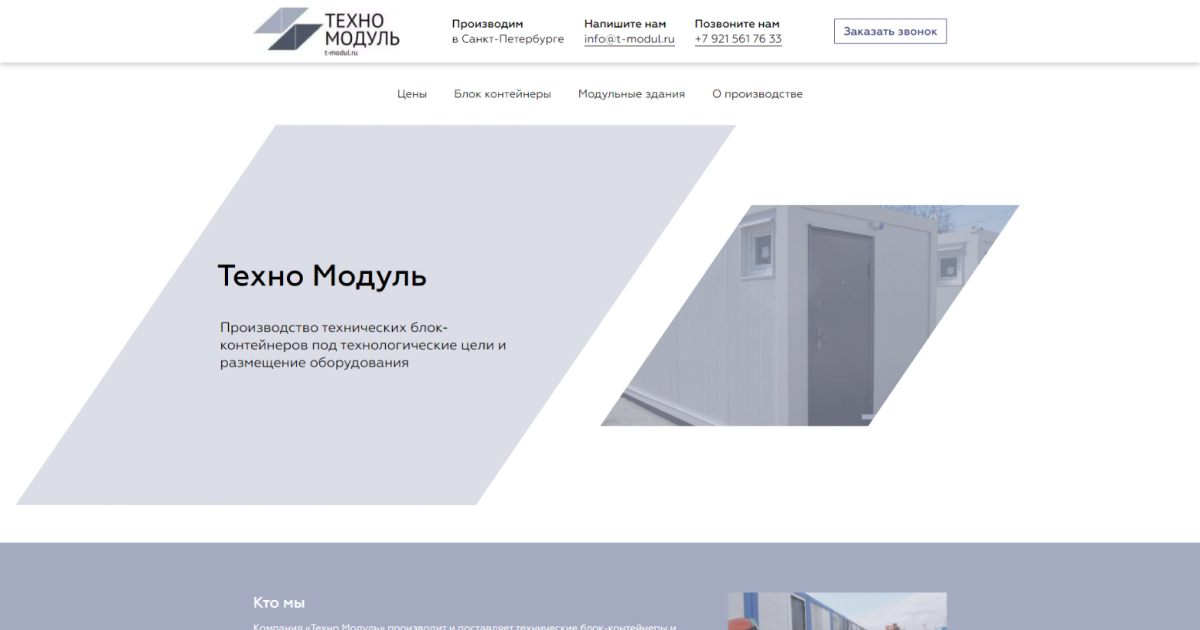 ТЕХНО
МОДУЛЬ
t-modul.ru
Производим
в Санкт-Петербурге
Напишите нам
info@t-modul.ru
Позвоните нам
+7 921 561 76 33
Заказать звонок
Цены
Блок контейнеры
Модульные здания
О производстве
Техно Модуль
Производство технических блок-
контейнеров под технологические цели и
размещение оборудования
Кто мы
Компания «Техно Модуль» производит и поставляет технические блок-контейнеры и